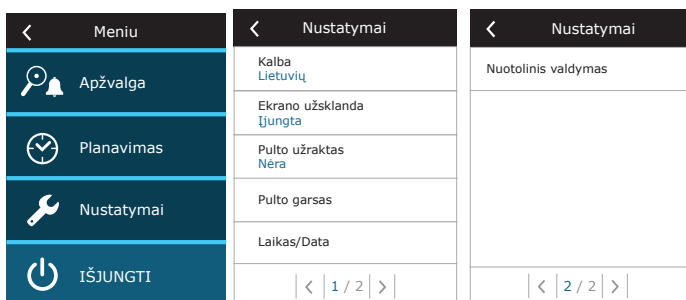 Meniu
Apžvalga
Planavimas
Nustatymai
IŠJUNGTI
Nustatymai
Kalba
Lietuvių
Ekrano užsklanda
Įjungta
Pulto užraktas
Nėra
Pulto garsas
Laikas/Data
1 / 2
Nustatymai
Nuotolinis valdymas
2 / 2